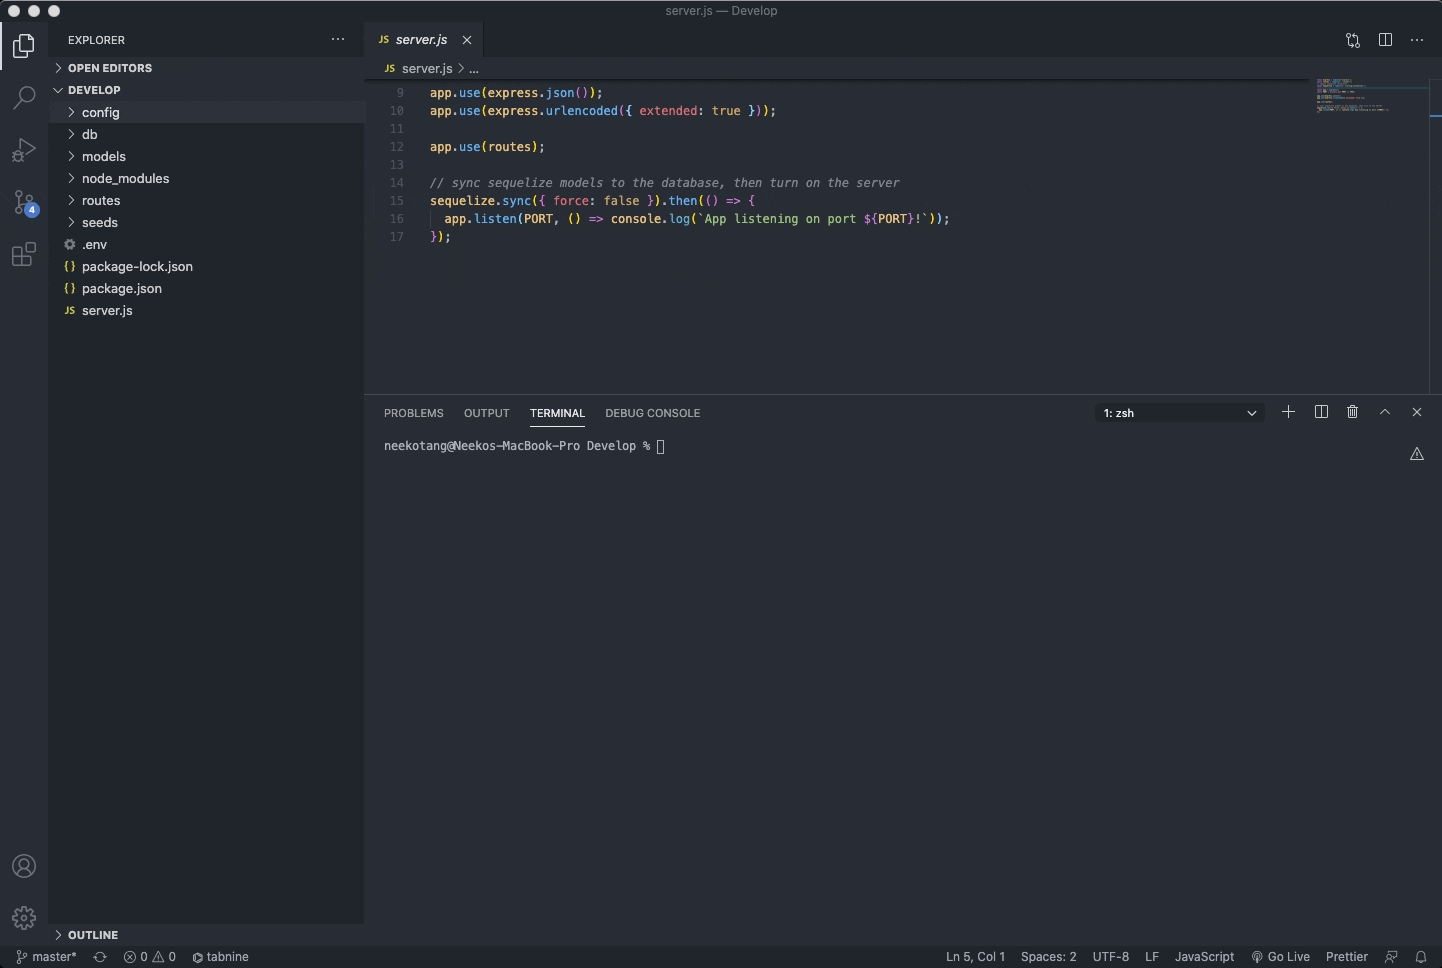 server.js — Develop
EXPLORER
OPEN EDITORS
DEVELOP
config
db
models
node_modules
routes
seeds
.env
{} package-lock.json
{} package.json
JS server.js
OUTLINE
4
JS server.js
JS server.js > ...
9 app.use(express.json());
10 app.use(express.urlencoded({ extended: true }));
11
12 app.use(routes);
13
14 // sync sequelize models to the database, then turn on the server
15 sequelize.sync({ force: false }).then(() => {
16 app.listen(PORT, () => console.log(`App listening on port ${PORT}!`));
17 });
PROBLEMS OUTPUT TERMINAL DEBUG CONSOLE 1: zsh
neekotang@Neekos-MacBook-Pro Develop %
master* 0 0 tabnine Ln 5, Col 1 Spaces: 2 UTF-8 LF JavaScript Go Live Prettier